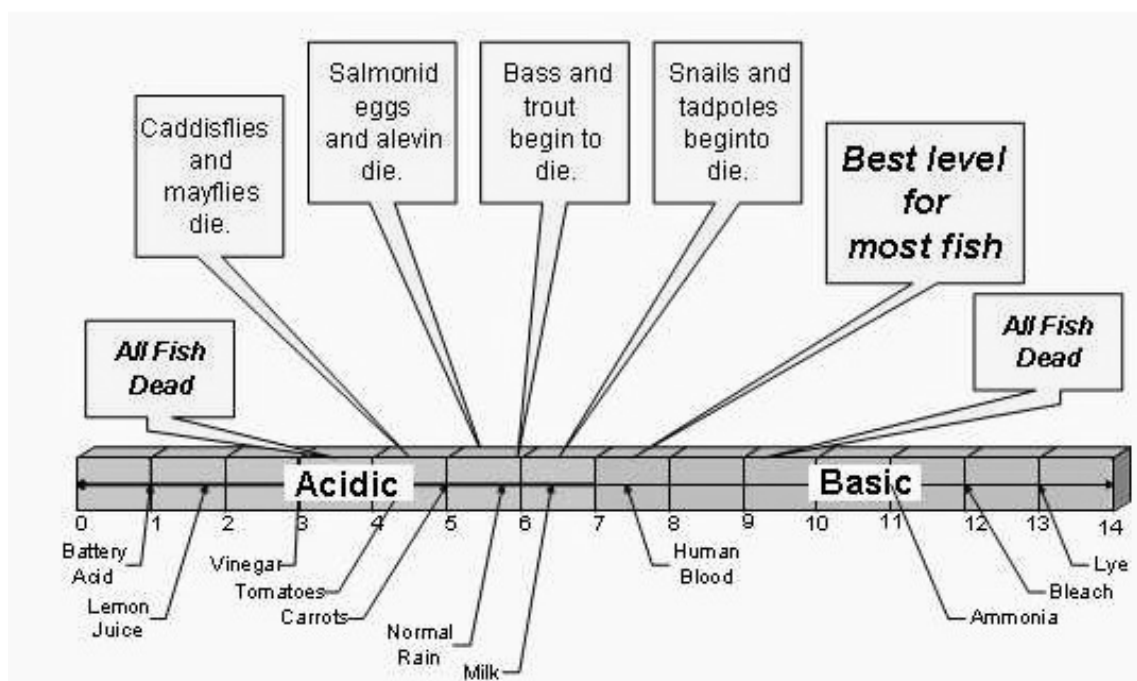 Caddisflies
and
mayflies
die.
Salmonid
eggs
and alevin
die.
Bass and
trout
begin to
die.
Snails and
tadpoles
beginto
die.
Best level
for
most fish
All Fish
Dead
All Fish
Dead
Acidic
Basic
0 1 2 3 4 5 6 7 8 9 10 11 12 13 14
Battery
Acid
Lemon
Juice
Vinegar
Tomatoes
Carrots
Normal
Rain
Milk
Human
Blood
Ammonia
Bleach
Lye